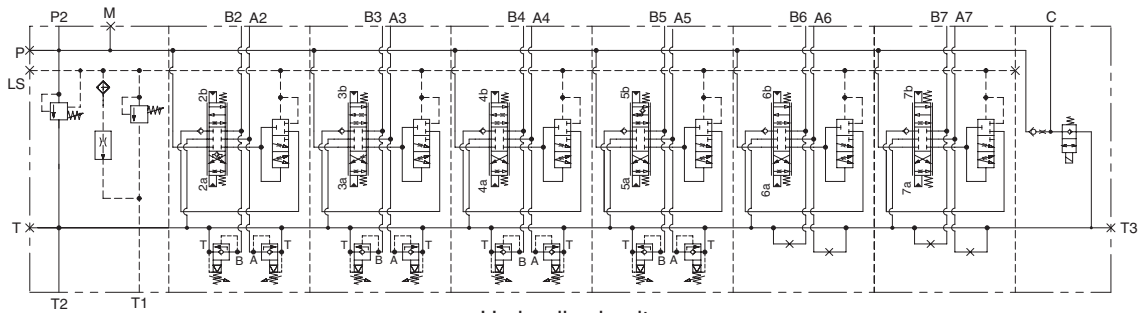 P2 M B2 A2 B3 A3 B4 A4 B5 A5 B6 A6 B7 A7 C
P
LS
2b 3b 4b 5b 6b 7b
2a 3a 4a 5a 6a 7a
T T3
T T T T T T T T
B A B A B A B A
T2 T1